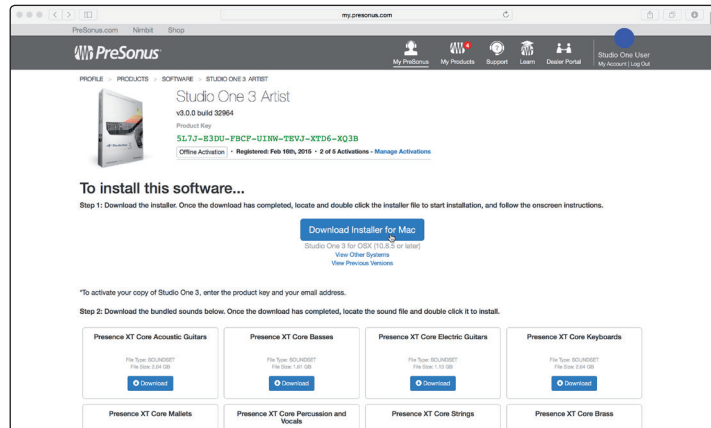 my.presonus.com
PreSonus.com Nimbit Shop
PreSonus
4
My PreSonus My Products Support Learn Dealer Portal
Studio One User
My Account | Log Out
PROFILE > PRODUCTS > SOFTWARE > STUDIO ONE 3 ARTIST
Studio One 3 Artist
v3.0.0 build 32964
Product Key
5L7J-E3DU-FBCF-UINW-TEVJ-XTD6-XQ3B
Offline Activation • Registered: Feb 16th, 2015 • 2 of 5 Activations - Manage Activations
To install this software...
Step 1: Download the installer. Once the download has completed, locate and double click the installer file to start installation, and follow the onscreen instructions.
Download Installer for Mac
Studio One 3 for OSX (10.8.5 or later)
View Other Systems
View Previous Versions
*To activate your copy of Studio One 3, enter the product key and your email address.
Step 2: Download the bundled sounds below. Once the download has completed, locate the sound file and double click it to install.
Presence XT Core Acoustic Guitars Presence XT Core Basses Presence XT Core Electric Guitars Presence XT Core Keyboards
File Type: SOUNDSET File Type: SOUNDSET File Type: SOUNDSET File Type: SOUNDSET
File Size: 2.04 GB File Size: 1.61 GB File Size: 1.10 GB File Size: 2.64 GB
Download Download Download Download
Presence XT Core Mallets Presence XT Core Percussion and Presence XT Core Strings Presence XT Core Brass
Vocals